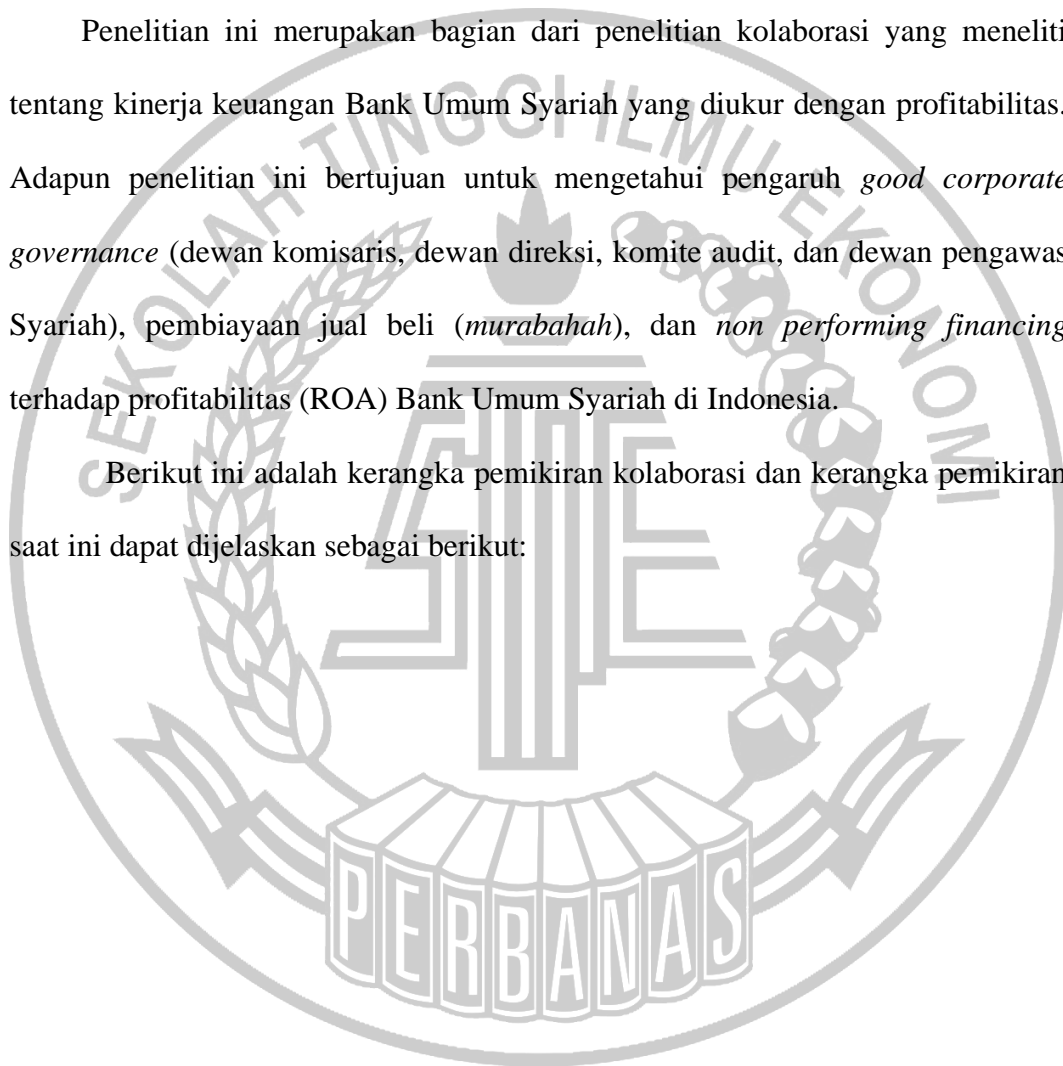 Penelitian ini merupakan bagian dari penelitian kolaborasi yang meneliti
tentang kinerja keuangan Bank Umum Syariah yang diukur dengan profitabilitas.
Adapun penelitian ini bertujuan untuk mengetahui pengaruh good corporate
governance (dewan komisaris, dewan direksi, komite audit, dan dewan pengawas
Syariah), pembiayaan jual beli (murabahah), dan non performing financing
terhadap profitabilitas (ROA) Bank Umum Syariah di Indonesia.
Berikut ini adalah kerangka pemikiran kolaborasi dan kerangka pemikiran
saat ini dapat dijelaskan sebagai berikut:
SEKOLAH TINGGI ILMU EKONOMI
STIE
PERBANAS